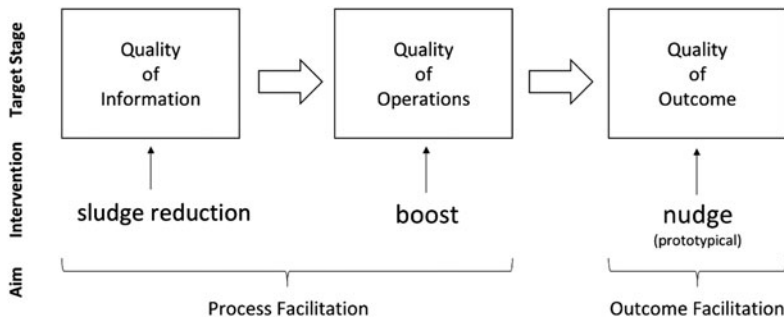 Target Stage
Quality
of
Information
Quality
of
Operations
Quality
of
Outcome
Intervention
sludge reduction
boost
nudge
(prototypical)
Aim
Process Facilitation
Outcome Facilitation